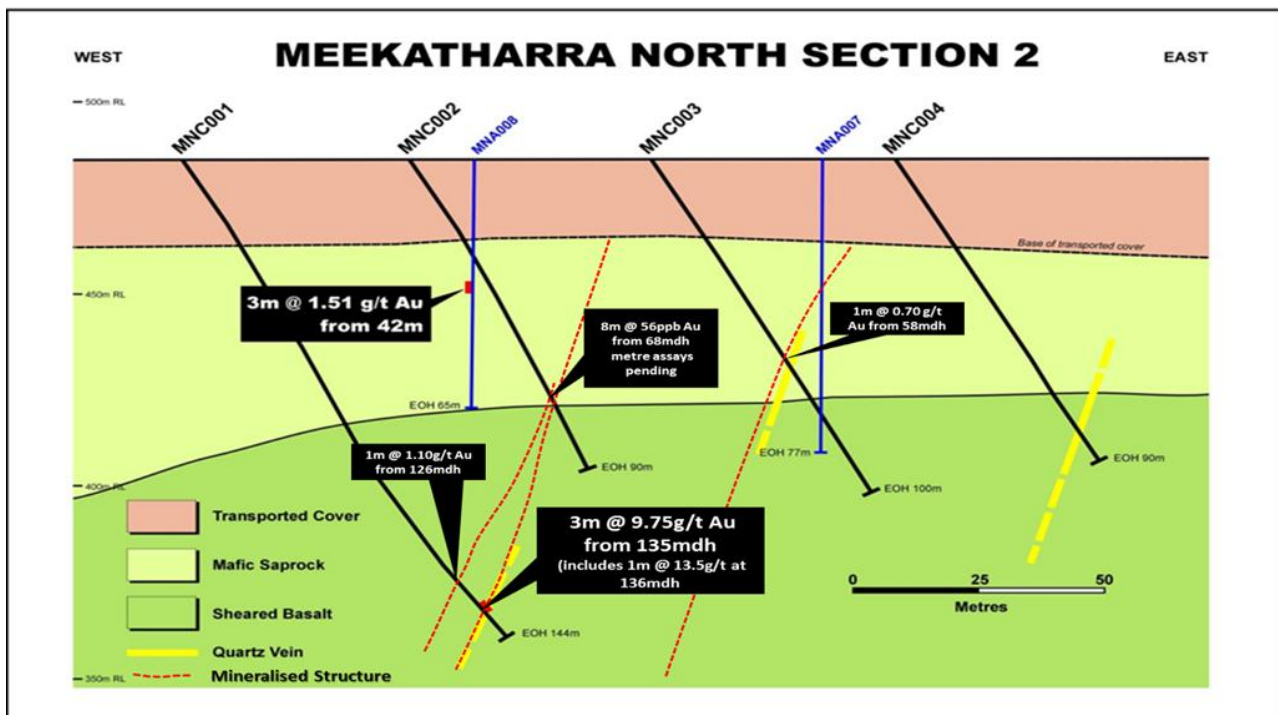 MEEKATHARRA NORTH SECTION 2
WEST
EAST
500m RL
MNC001
MNC002
MNA008
MNC003
MNA007
MNC004
Base of transported cover
450m RL
3m @ 1.51 g/t Au
from 42m
8m @ 56ppb Au
from 68mdh
metre assays
pending
1m @ 0.70 g/t
Au from 58mdh
EOH 65m
EOH 90m
EOH 77m
EOH 100m
EOH 90m
1m @ 1.10g/t Au
from 126mdh
400m RL
3m @ 9.75g/t Au
from 135mdh
(includes 1m @ 13.5g/t at
136mdh
EOH 144m
Transported Cover
Mafic Saprock
Sheared Basalt
Quartz Vein
Mineralised Structure
0 25 50
Metres
350m RL